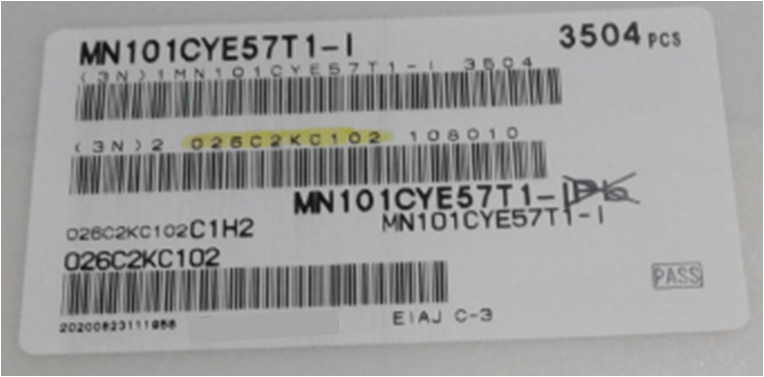 MN101CYE57T1-I 3504 PCS
(3N)1MN101CYE57T1-I 3504
(3N)2 026C2KC102 108010
MN101CYE57T1-I
026C2KC102C1H2 MN101CYE57T1-I
026C2KC102
PASS
20200823111958 EIAJ C-3